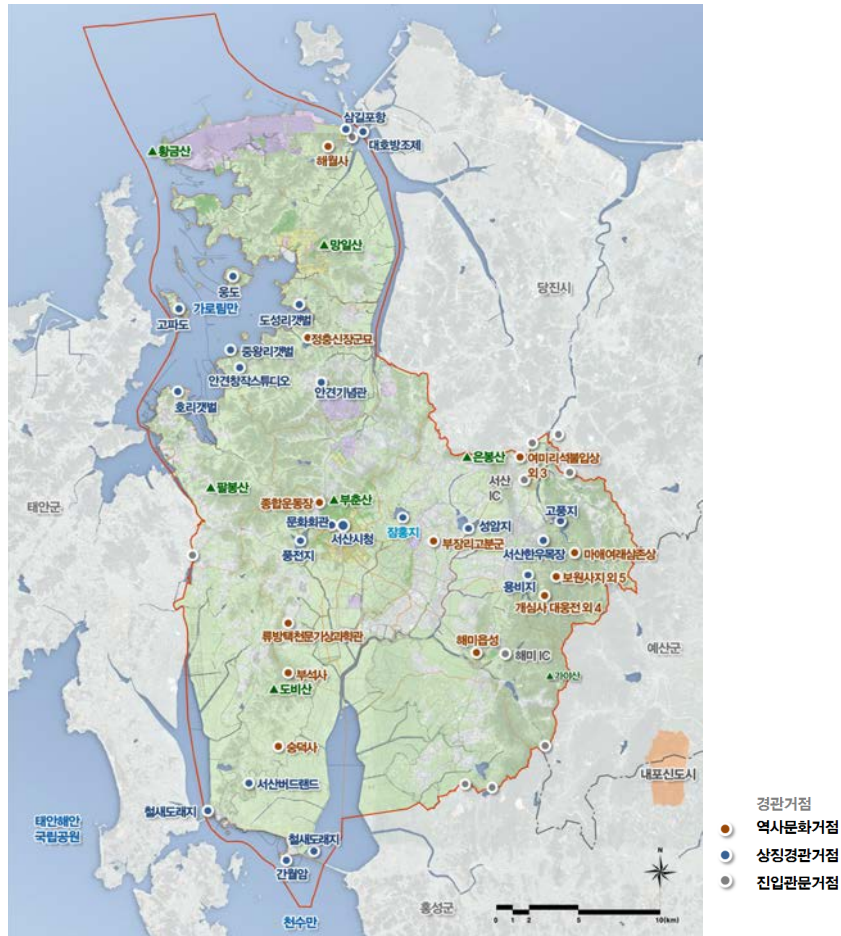 삼길포항
대호방조제
해월사
▲황금산
▲망일산
당진시
웅도
가로림만
고파도
도성리갯벌
정충신장군묘
중왕리갯벌
안견창작스튜디오
안견기념관
호리갯벌
▲은봉산
여미리석불입상
외 3
서산
IC
▲팔봉산
태안군
종합운동장
▲부춘산
문화회관
서산시청
잠홍지
성암지
고풍지
풍전지
부장리고분군
서산한우목장
마애여래삼존상
용비지
보원사지 외 5
개심사 대웅전 외 4
류방택천문기상과학관
해미읍성
해미 IC
예산군
부석사
▲도비산
▲가야산
숭덕사
서산버드랜드
내포신도시
철새도래지
태안해안
국립공원
철새도래지
간월암
천수만
홍성군
경관거점
역사문화거점
상징경관거점
진입관문거점
N
0 1 2 5 10(km)